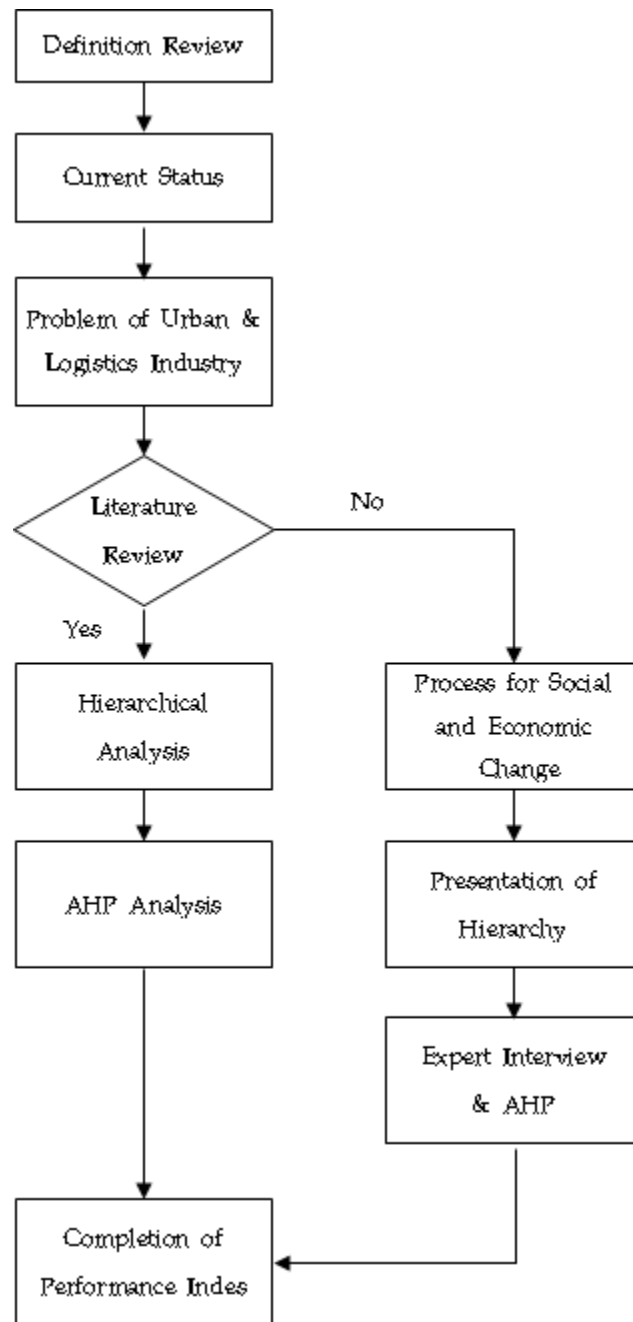 Definition Review
Current Status
Problem of Urban &
Logistics Industry
Literature
Review
No
Yes
Hierarchical
Analysis
Process for Social
and Economic
Change
AHP Analysis
Presentation of
Hierarchy
Expert Interview
& AHP
Completion of
Performance Indes